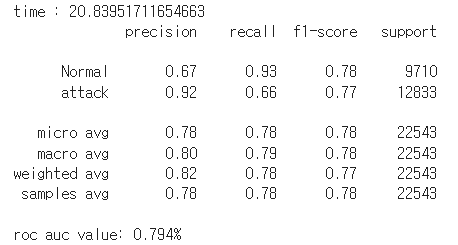 time : 20.83951711654663
precision recall f1-score support
Normal 0.67 0.93 0.78 9710
attack 0.92 0.66 0.77 12833
micro avg 0.78 0.78 0.78 22543
macro avg 0.80 0.79 0.78 22543
weighted avg 0.82 0.78 0.77 22543
samples avg 0.78 0.78 0.78 22543
roc auc value: 0.794%